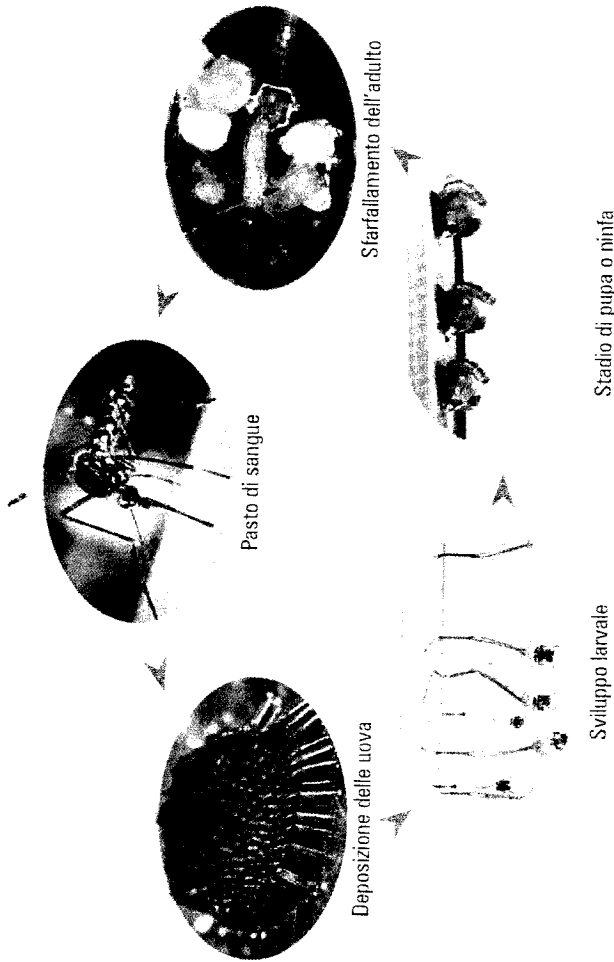 Pasto di sangue
Deposizione delle uova
Sfarfallamento dell'adulto
Sviluppo larvale
Stadio di pupa o ninfa